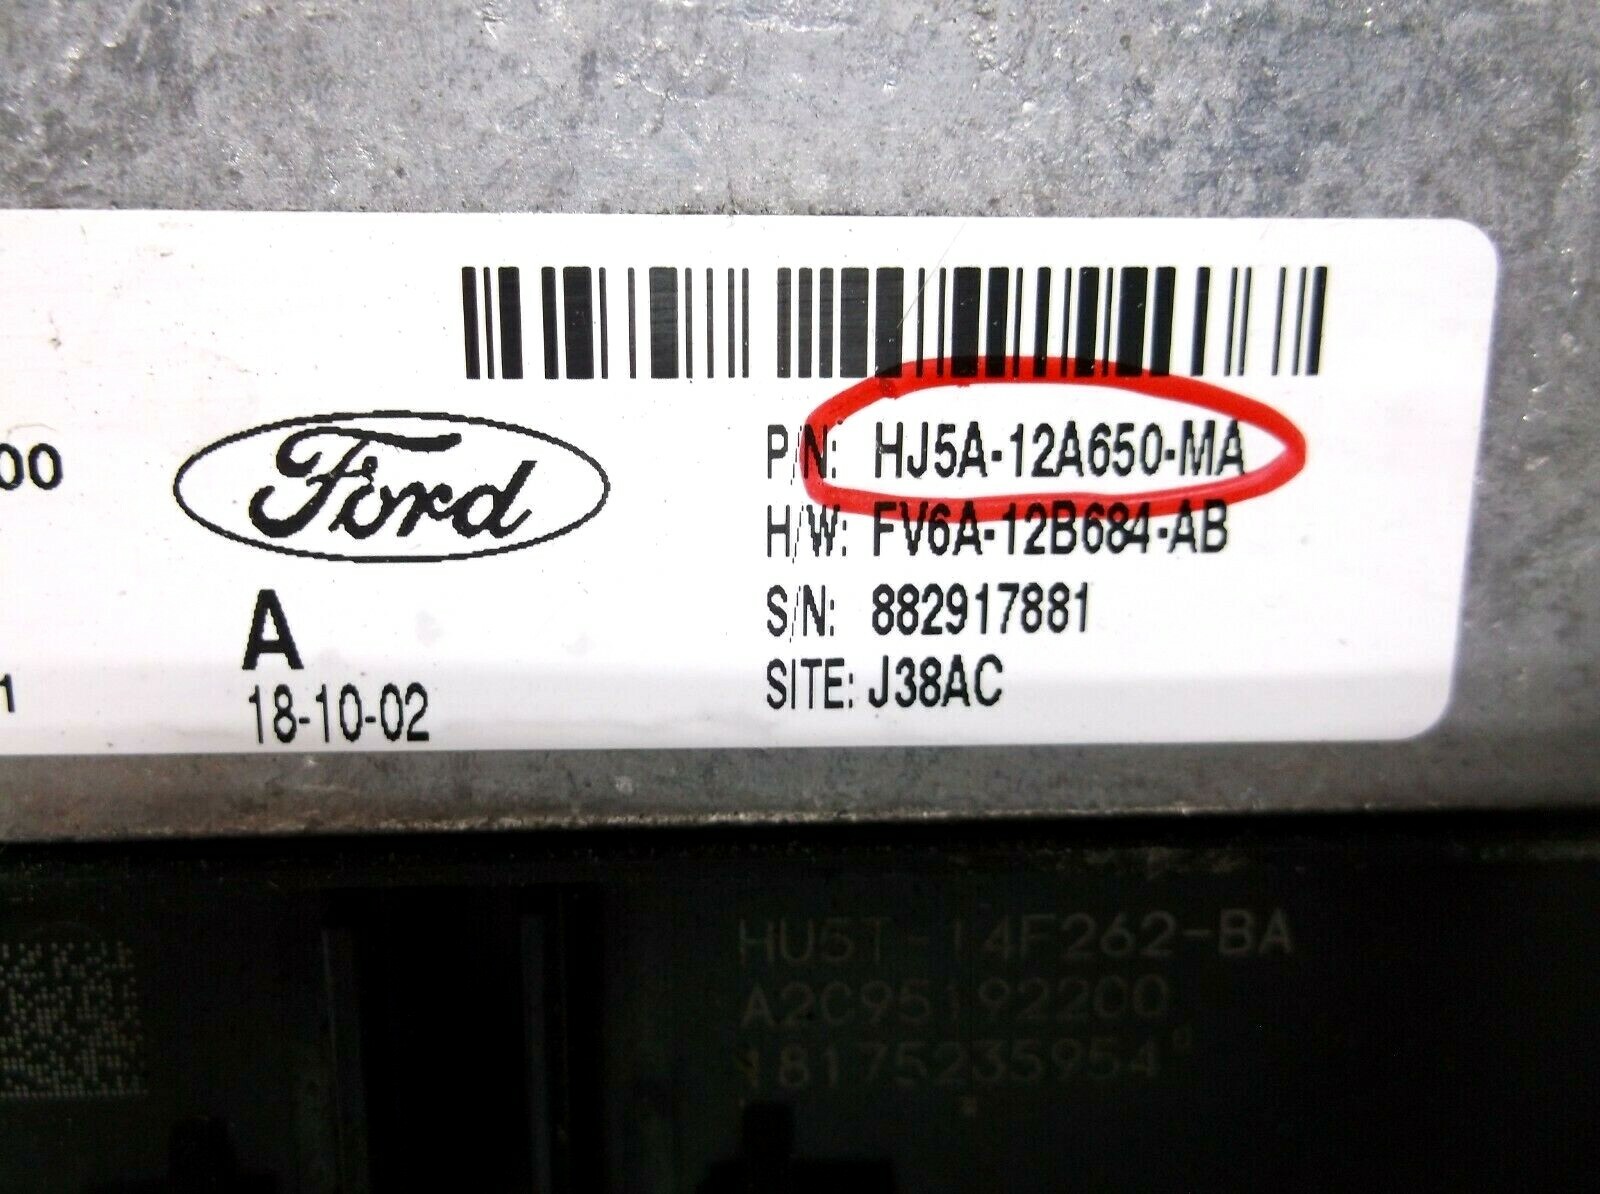 00
Ford
P/N: HJ5A-12A650-MA
H/W: FV6A-12B684-AB
A
S/N: 882917881
SITE: J38AC
1
18-10-02
HU5T-14F262-BA
A2C95192200
18175235954